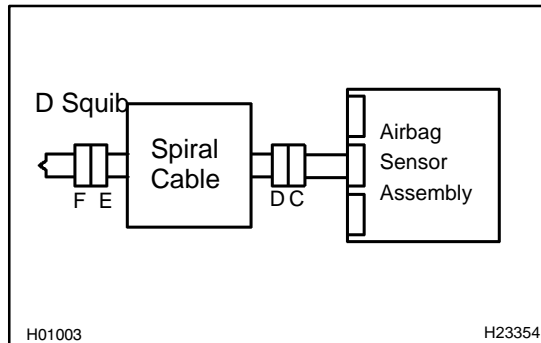 D Squib
Spiral
Cable
Airbag
Sensor
Assembly
F E
D C
H01003
H23354